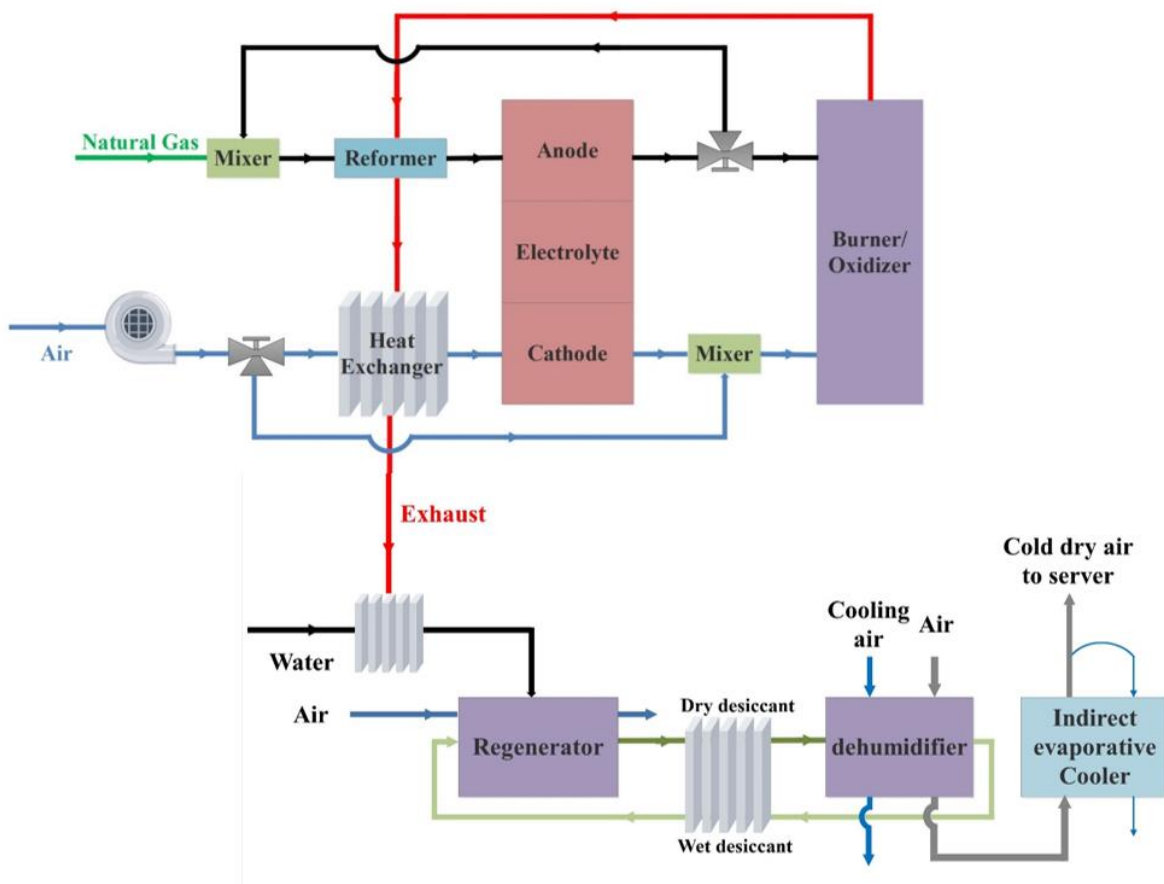 Natural Gas
Mixer
Reformer
Anode
Electrolyte
Cathode
Burner/
Oxidizer
Air
Heat
Exchanger
Mixer
Exhaust
Cold dry air
to server
Cooling
air
Air
Water
Air
Regenerator
Dry desiccant
Wet desiccant
dehumidifier
Indirect
evaporative
Cooler